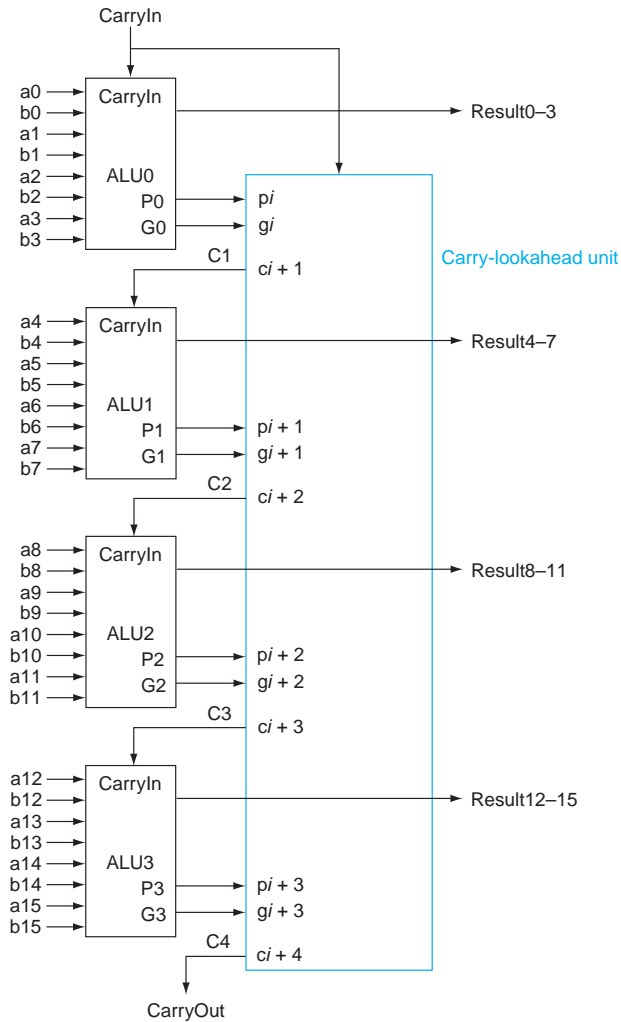 CarryIn
a0
b0
a1
b1
a2
b2
a3
b3
CarryIn
ALU0
P0
G0
Result0–3
pi
gi
C1
ci + 1
Carry-lookahead unit
a4
b4
a5
b5
a6
b6
a7
b7
CarryIn
ALU1
P1
G1
Result4–7
pi + 1
gi + 1
C2
ci + 2
a8
b8
a9
b9
a10
b10
a11
b11
CarryIn
ALU2
P2
G2
Result8–11
pi + 2
gi + 2
C3
ci + 3
a12
b12
a13
b13
a14
b14
a15
b15
CarryIn
ALU3
P3
G3
Result12–15
pi + 3
gi + 3
C4
ci + 4
CarryOut